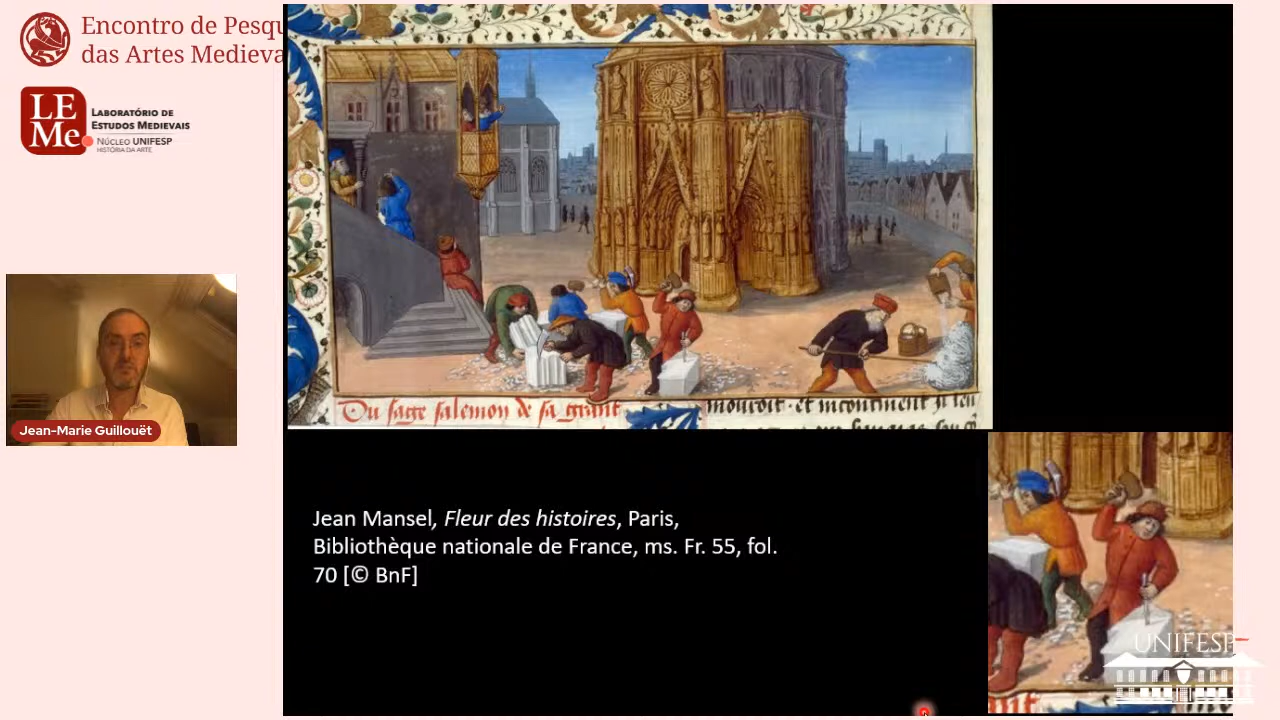 Encontro de Pesqu
das Artes Medieva
LE
Me
LABORATÓRIO DE
ESTUDOS MEDIEVAIS
NÚCLEO UNIFESP
HISTÓRIA DA ARTE
Jean-Marie Guillouët
Du sage salemon de sa grant
mouroit · et incontinent
Jean Mansel, Fleur des histoires, Paris,
Bibliothèque nationale de France, ms. Fr. 55, fol.
70 [© BnF]
UNIFESP